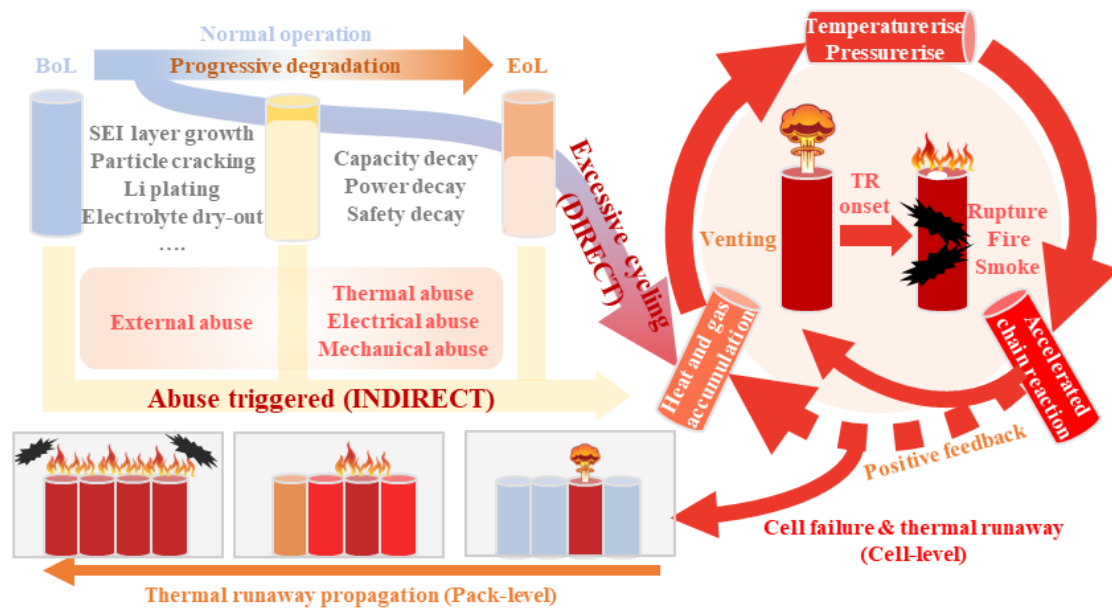 Normal operation
BoL
Progressive degradation
EoL
SEI layer growth
Particle cracking
Li plating
Electrolyte dry-out
....
Capacity decay
Power decay
Safety decay
Excessive cycling
(DIRECT)
External abuse
Thermal abuse
Electrical abuse
Mechanical abuse
Abuse triggered (INDIRECT)
Temperature rise
Pressure rise
Venting
TR
onset
Rupture
Fire
Smoke
Heat and gas
accumulation
Accelerated
chain reaction
Positive feedback
Cell failure & thermal runaway
(Cell-level)
Thermal runaway propagation (Pack-level)